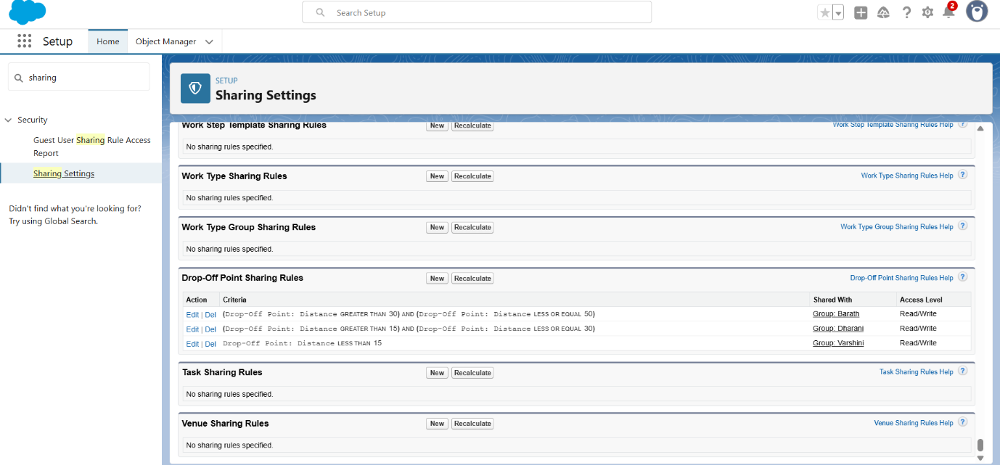 Search Setup
2
Setup
Home
Object Manager
sharing
Security
Guest User Sharing Rule Access
Report
Sharing Settings
Didn't find what you're looking for?
Try using Global Search.
SETUP
Sharing Settings
Work Step Template Sharing Rules New Recalculate Work Step Template Sharing Rules Help ?
No sharing rules specified.
Work Type Sharing Rules New Recalculate Work Type Sharing Rules Help ?
No sharing rules specified.
Work Type Group Sharing Rules New Recalculate Work Type Group Sharing Rules Help ?
No sharing rules specified.
Drop-Off Point Sharing Rules New Recalculate Drop-Off Point Sharing Rules Help ?
Action Criteria Shared With Access Level
Edit | Del (Drop-Off Point: Distance GREATER THAN 30) AND (Drop-Off Point: Distance LESS OR EQUAL 50) Group: Barath Read/Write
Edit | Del (Drop-Off Point: Distance GREATER THAN 15) AND (Drop-Off Point: Distance LESS OR EQUAL 30) Group: Dharani Read/Write
Edit | Del Drop-Off Point: Distance LESS THAN 15 Group: Varshini Read/Write
Task Sharing Rules New Recalculate Task Sharing Rules Help ?
No sharing rules specified.
Venue Sharing Rules New Recalculate Venue Sharing Rules Help ?
No sharing rules specified.